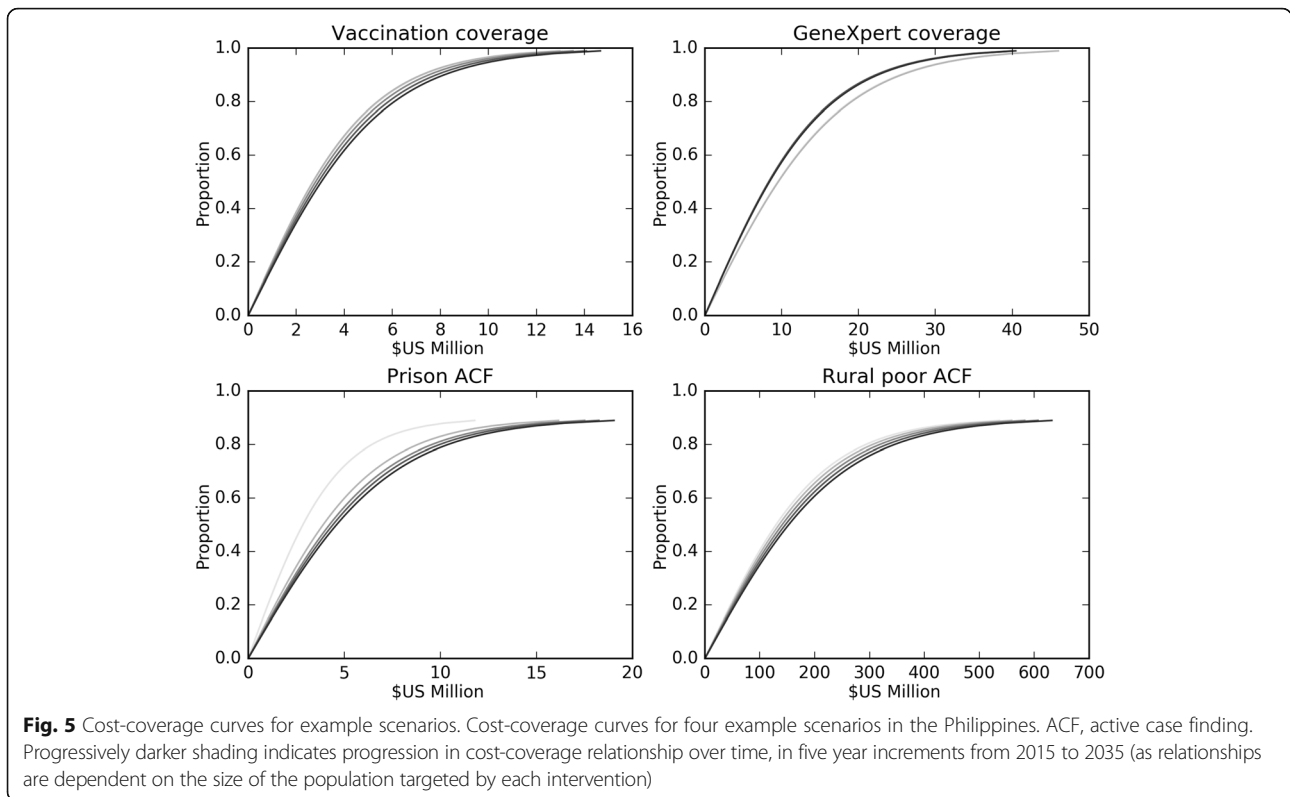 Vaccination coverage
1.0
0.8
0.6
0.4
0.2
0.0
Proportion
0 2 4 6 8 10 12 14 16
$US Million
GeneXpert coverage
1.0
0.8
0.6
0.4
0.2
0.0
Proportion
0 10 20 30 40 50
$US Million
Prison ACF
1.0
0.8
0.6
0.4
0.2
0.0
Proportion
0 5 10 15 20
$US Million
Rural poor ACF
1.0
0.8
0.6
0.4
0.2
0.0
Proportion
0 100 200 300 400 500 600 700
$US Million
Fig. 5 Cost-coverage curves for example scenarios. Cost-coverage curves for four example scenarios in the Philippines. ACF, active case finding.
Progressively darker shading indicates progression in cost-coverage relationship over time, in five year increments from 2015 to 2035 (as relationships
are dependent on the size of the population targeted by each intervention)